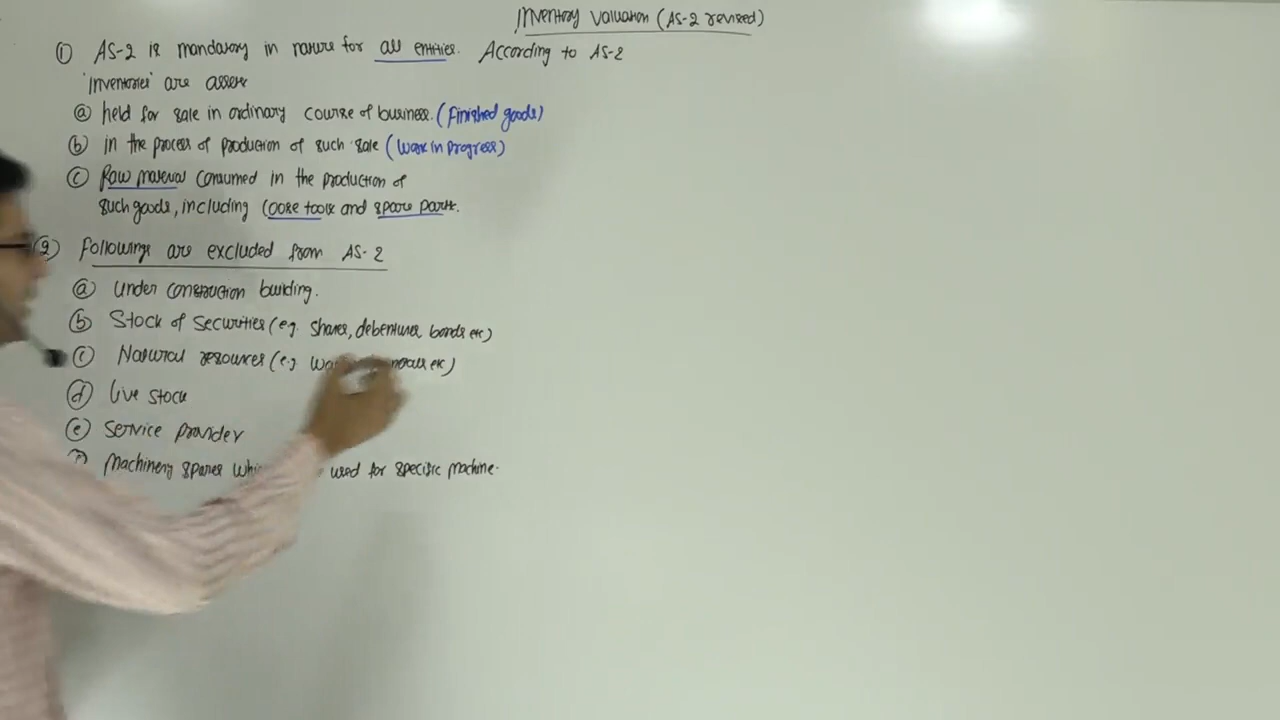 Inventory Valuation (AS-2 revised)
① AS-2 is mandatory in nature for all entities. According to AS-2
'Inventories' are assets
ⓐ held for sale in ordinary course of business. (Finished goods)
ⓑ in the process of production of such sale (Work in Progress)
ⓒ Raw material consumed in the production of
such goods, including loose tools and spare parts.
② Followings are excluded from AS-2
ⓐ under construction building.
ⓑ Stock of Securities (eg. shares, debentures, bonds etc)
ⓒ Natural resources (e.g. etc)
ⓓ Live stock
ⓔ Service Provider
Machinery spares used for specific machine.